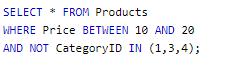 SELECT * FROM Products
WHERE Price BETWEEN 10 AND 20
AND NOT CategoryID IN (1,3,4);